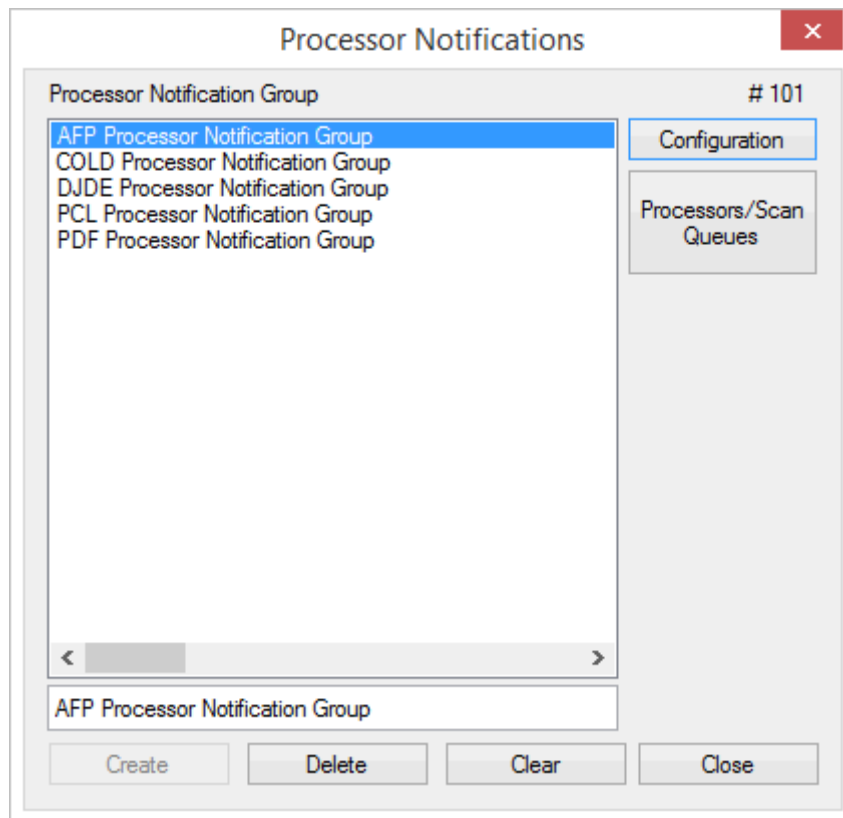 Processor Notifications
Processor Notification Group
# 101
AFP Processor Notification Group
COLD Processor Notification Group
DJDE Processor Notification Group
PCL Processor Notification Group
PDF Processor Notification Group
Configuration
Processors/Scan
Queues
AFP Processor Notification Group
Create
Delete
Clear
Close